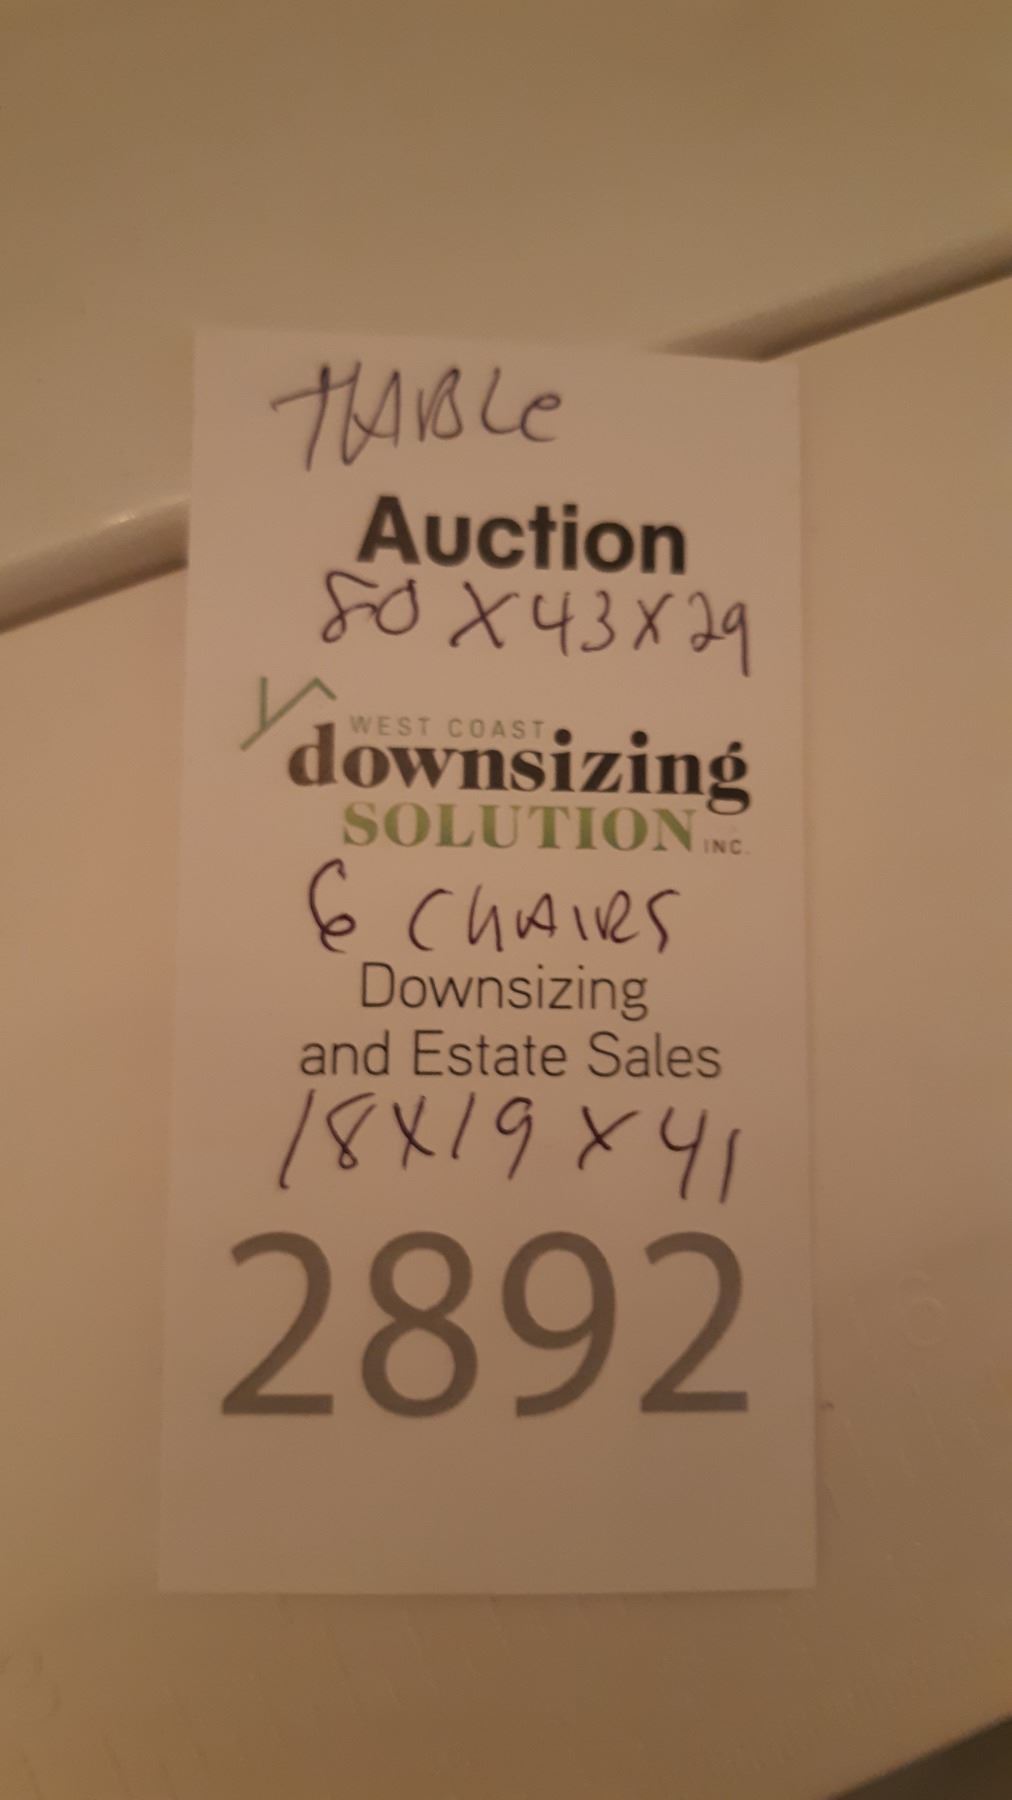 TABLe
Auction
80 X 43 X 29
WEST COAST
downsizing
SOLUTION INC.
6 CHAIRS
Downsizing
and Estate Sales
18 X 19 X 41
2892